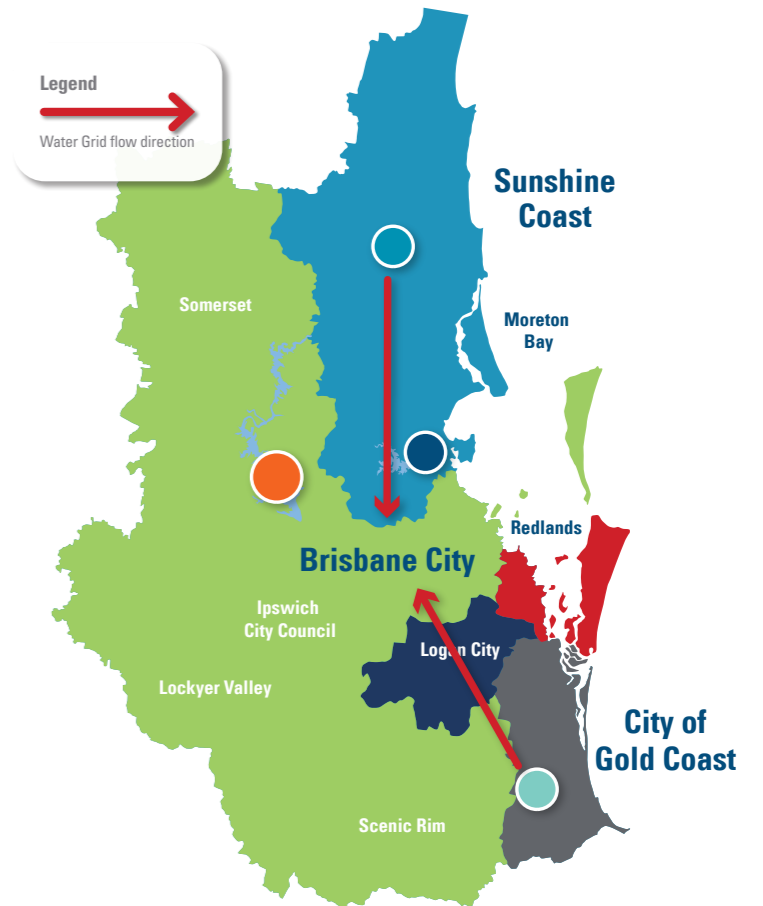 Legend
Water Grid flow direction
Sunshine
Coast
Somerset
Moreton
Bay
Redlands
Brisbane City
Ipswich
City Council
Logan City
Lockyer Valley
City of
Gold Coast
Scenic Rim